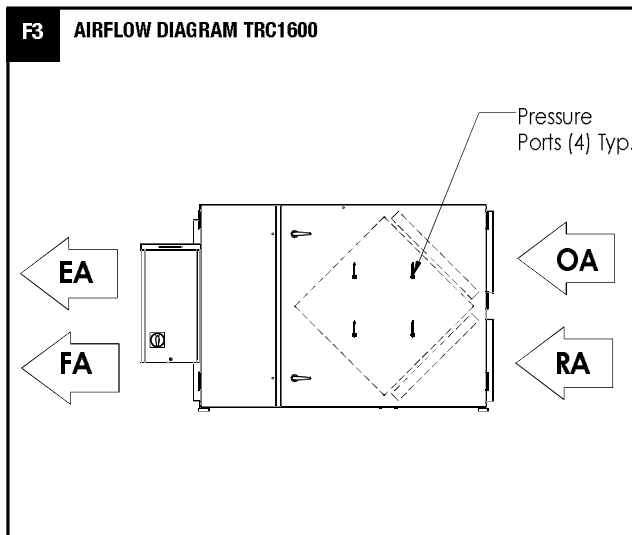 F3 AIRFLOW DIAGRAM TRC1600
Pressure
Ports (4) Typ.
EA
OA
FA
RA